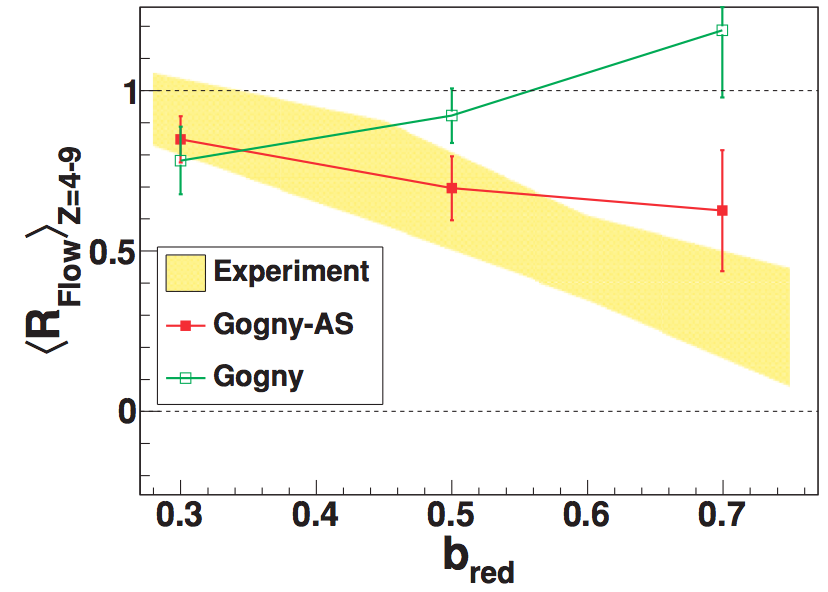 1
0.5
0
⟨R_Flow⟩_Z=4-9
Experiment
Gogny-AS
Gogny
0.3 0.4 0.5 0.6 0.7
b_red